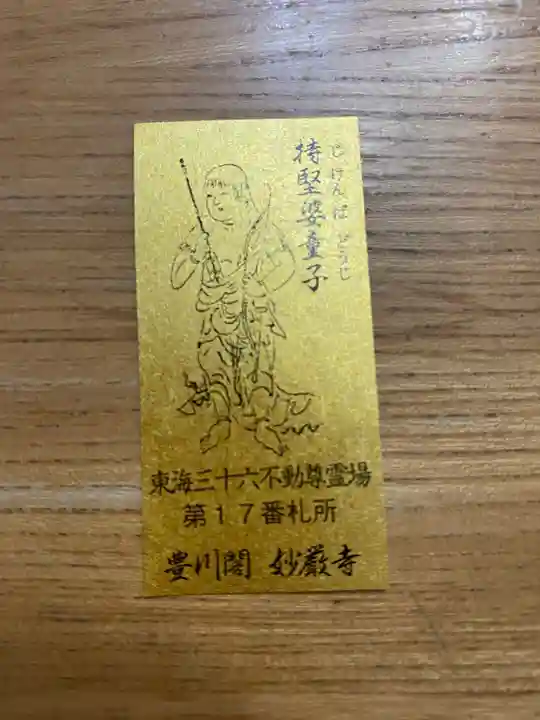 持堅婆童子
じけんばどうじ
東海三十六不動尊霊場
第17番札所
豊川閣 妙厳寺